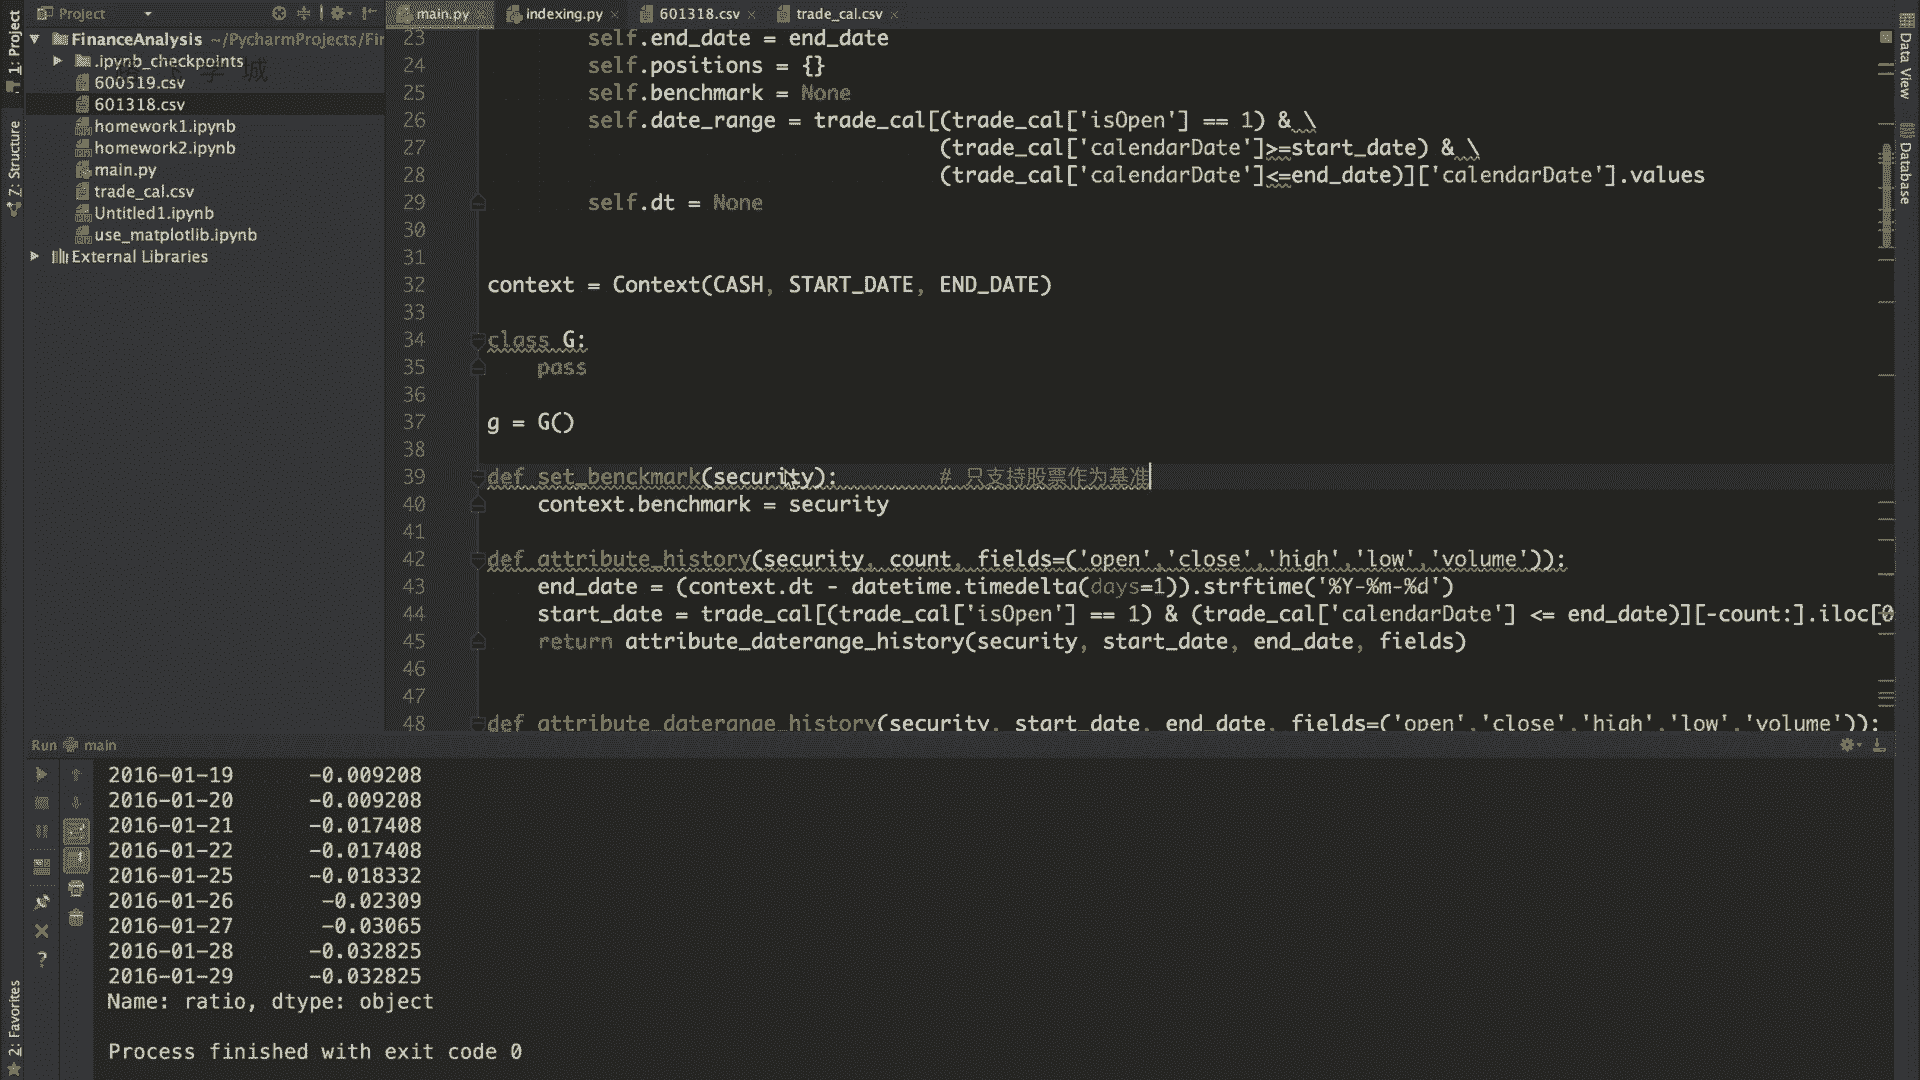 Project
main.py
indexing.py
601318.csv
trade_cal.csv
1: Project
7: Structure
2: Favorites
Data View
Database
FinanceAnalysis ~/PycharmProjects/Fi
.ipynb_checkpoints
600519.csv
601318.csv
homework1.ipynb
homework2.ipynb
main.py
trade_cal.csv
Untitled1.ipynb
use_matplotlib.ipynb
External Libraries
23 self.end_date = end_date
24 self.positions = {}
25 self.benchmark = None
26 self.date_range = trade_cal[(trade_cal['isOpen'] == 1) & \
27 (trade_cal['calendarDate']>=start_date) & \
28 (trade_cal['calendarDate']<=end_date)]['calendarDate'].values
29 self.dt = None
30
31
32 context = Context(CASH, START_DATE, END_DATE)
33
34 class G:
35 pass
36
37 g = G()
38
39 def set_benckmark(security): # 只支持股票作为基准
40 context.benchmark = security
41
42 def attribute_history(security, count, fields=('open','close','high','low','volume')):
43 end_date = (context.dt - datetime.timedelta(days=1)).strftime('%Y-%m-%d')
44 start_date = trade_cal[(trade_cal['isOpen'] == 1) & (trade_cal['calendarDate'] <= end_date)][-count:].iloc[0
45 return attribute_daterange_history(security, start_date, end_date, fields)
46
47
48 def attribute_daterange_history(security, start_date, end_date, fields=('open','close','high','low','volume')):
Run main
2016-01-19 -0.009208
2016-01-20 -0.009208
2016-01-21 -0.017408
2016-01-22 -0.017408
2016-01-25 -0.018332
2016-01-26 -0.02309
2016-01-27 -0.03065
2016-01-28 -0.032825
2016-01-29 -0.032825
Name: ratio, dtype: object
Process finished with exit code 0